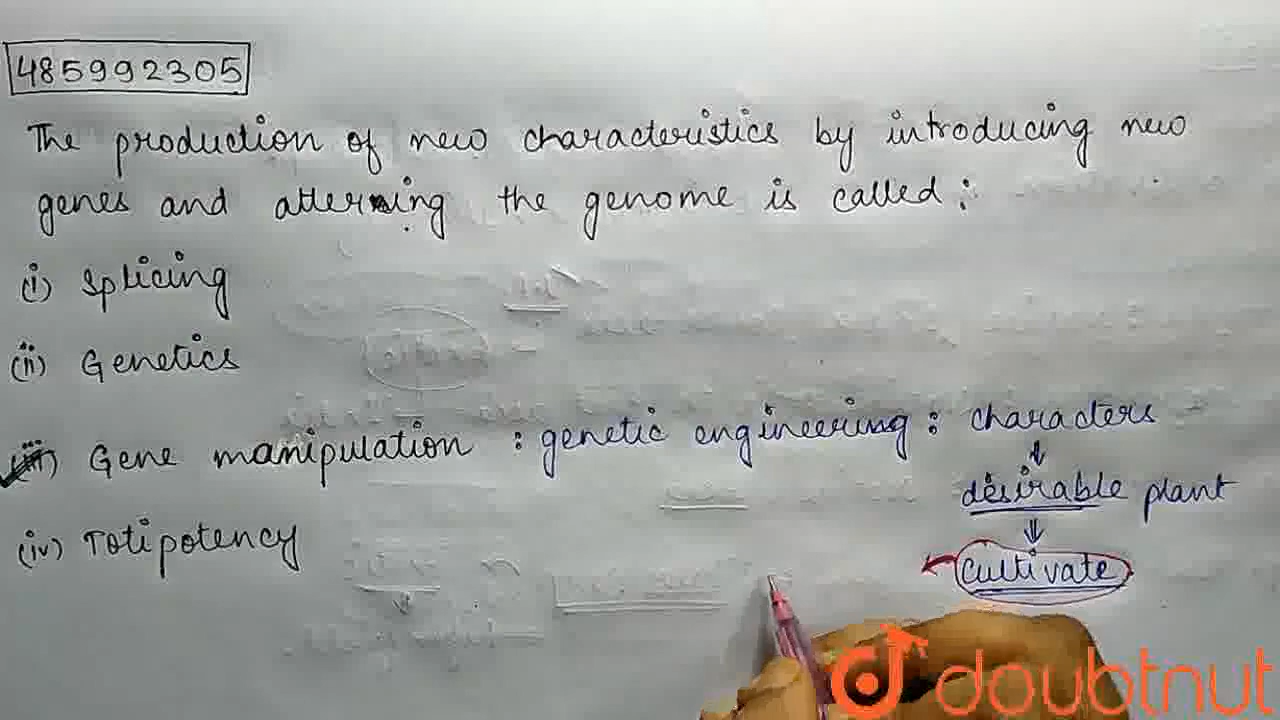 485992305
The production of new characteristics by introducing new
genes and altering the genome is called:
(i) Splicing
(ii) Genetics
(iii) Gene manipulation : genetic engineering : characters
desirable plant
(iv) Totipotency
cultivate
doubtnut